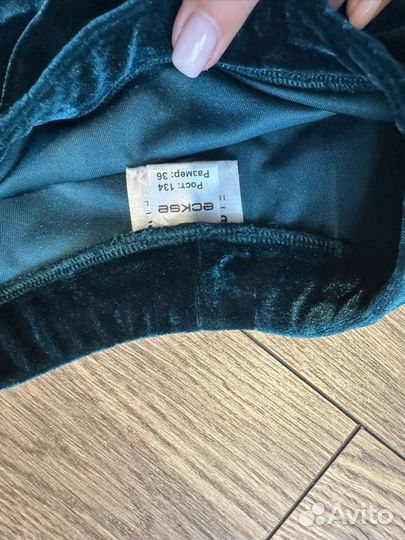 Рост: 134
Размер: 36
eckse
Avito